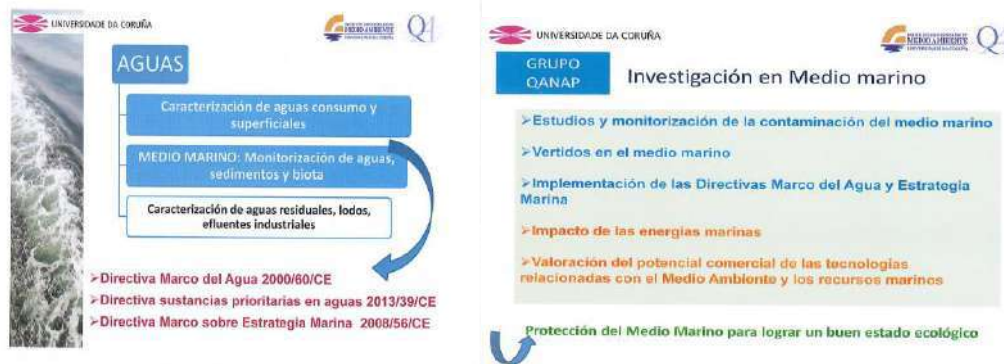 UNIVERSIDADE DA CORUÑA
MEDIO AMBIENTE
AGUAS
Caracterización de aguas consumo y
superficiales
MEDIO MARINO: Monitorización de aguas,
sedimentos y biota
Caracterización de aguas residuales, lodos,
efluentes industriales
➢Directiva Marco del Agua 2000/60/CE
➢Directiva sustancias prioritarias en aguas 2013/39/CE
➢Directiva Marco sobre Estrategia Marina 2008/56/CE
UNIVERSIDADE DA CORUÑA
MEDIO AMBIENTE
GRUPO
QANAP
Investigación en Medio marino
➢Estudios y monitorización de la contaminación del medio marino
➢Vertidos en el medio marino
➢Implementación de las Directivas Marco del Agua y Estrategia
Marina
➢Impacto de las energías marinas
➢Valoración del potencial comercial de las tecnologías
relacionadas con el Medio Ambiente y los recursos marinos
Protección del Medio Marino para lograr un buen estado ecológico